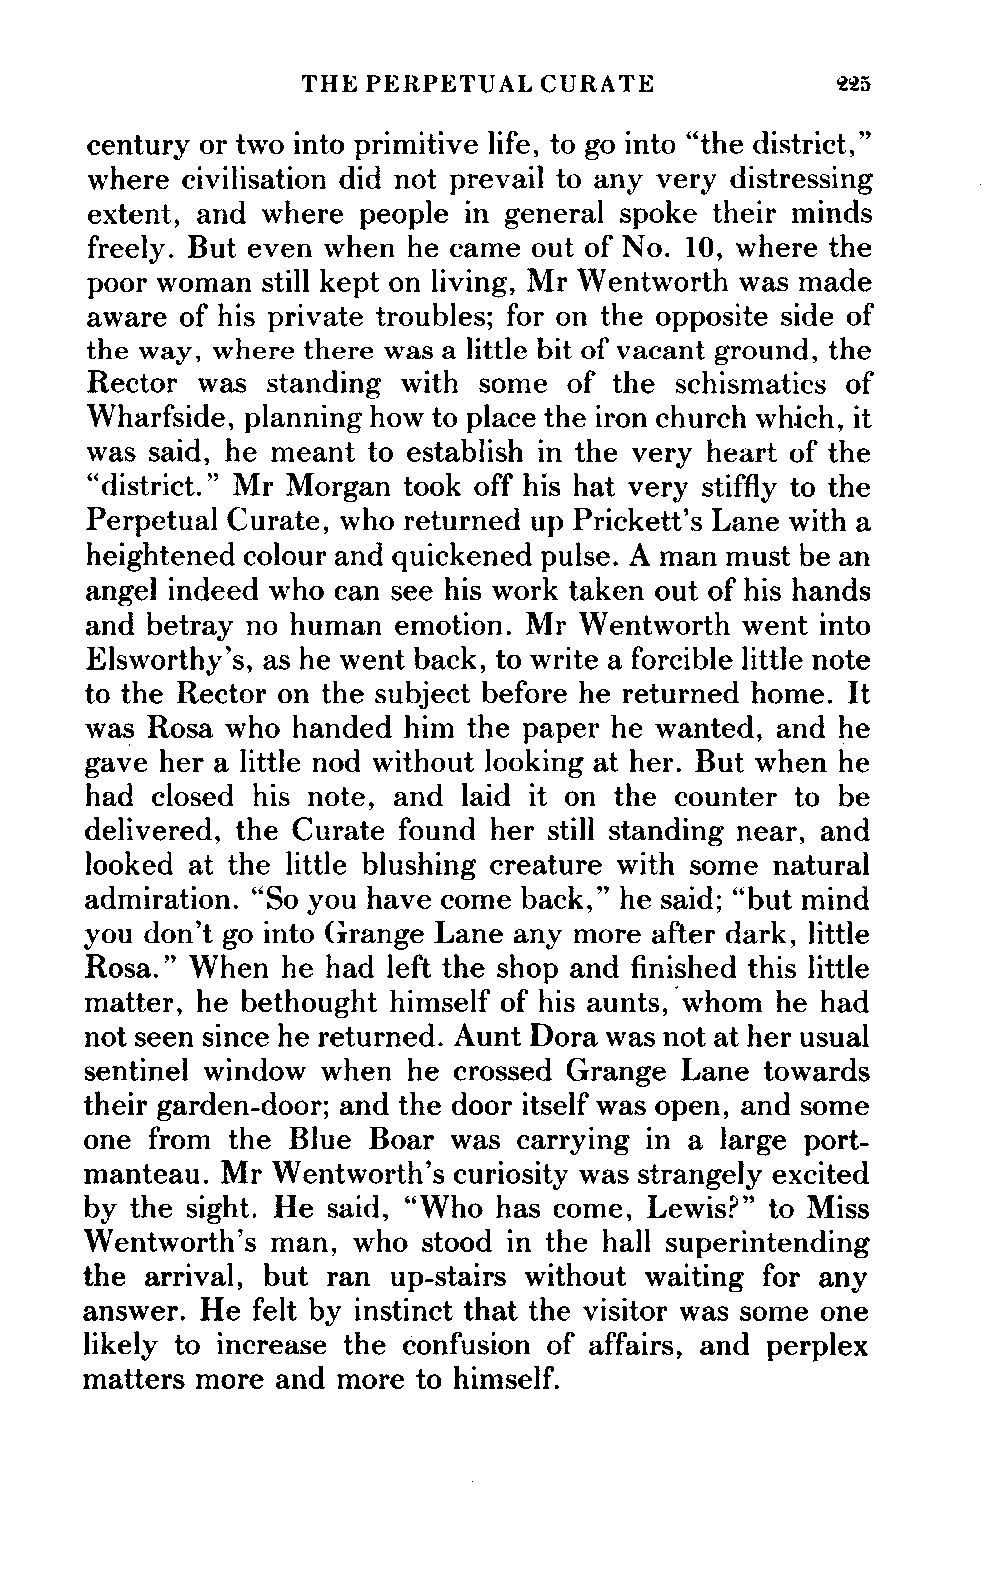 THE PERPETUAL CURATE 225
century or two into primitive life, to go into “the district,”
where civilisation did not prevail to any very distressing
extent, and where people in general spoke their minds
freely. But even when he came out of No. 10, where the
poor woman still kept on living, Mr Wentworth was made
aware of his private troubles; for on the opposite side of
the way, where there was a little bit of vacant ground, the
Rector was standing with some of the schismatics of
Wharfside, planning how to place the iron church which, it
was said, he meant to establish in the very heart of the
“district.” Mr Morgan took off his hat very stiffly to the
Perpetual Curate, who returned up Prickett’s Lane with a
heightened colour and quickened pulse. A man must be an
angel indeed who can see his work taken out of his hands
and betray no human emotion. Mr Wentworth went into
Elsworthy’s, as he went back, to write a forcible little note
to the Rector on the subject before he returned home. It
was Rosa who handed him the paper he wanted, and he
gave her a little nod without looking at her. But when he
had closed his note, and laid it on the counter to be
delivered, the Curate found her still standing near, and
looked at the little blushing creature with some natural
admiration. “So you have come back,” he said; “but mind
you don’t go into Grange Lane any more after dark, little
Rosa.” When he had left the shop and finished this little
matter, he bethought himself of his aunts, whom he had
not seen since he returned. Aunt Dora was not at her usual
sentinel window when he crossed Grange Lane towards
their garden-door; and the door itself was open, and some
one from the Blue Boar was carrying in a large port-
manteau. Mr Wentworth’s curiosity was strangely excited
by the sight. He said, “Who has come, Lewis?” to Miss
Wentworth’s man, who stood in the hall superintending
the arrival, but ran up-stairs without waiting for any
answer. He felt by instinct that the visitor was some one
likely to increase the confusion of affairs, and perplex
matters more and more to himself.